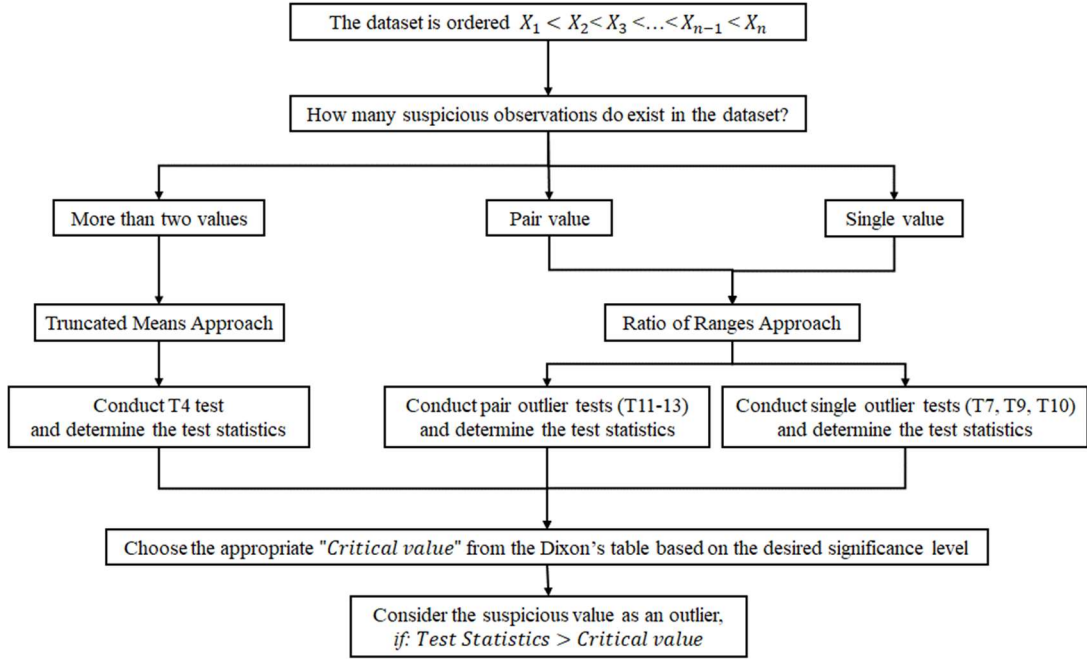 The dataset is ordered X₁ < X₂< X₃ <...< Xₙ₋₁ < Xₙ
How many suspicious observations do exist in the dataset?
More than two values
Pair value
Single value
Truncated Means Approach
Ratio of Ranges Approach
Conduct T4 test
and determine the test statistics
Conduct pair outlier tests (T11-13)
and determine the test statistics
Conduct single outlier tests (T7, T9, T10)
and determine the test statistics
Choose the appropriate "Critical value" from the Dixon's table based on the desired significance level
Consider the suspicious value as an outlier,
if: Test Statistics > Critical value